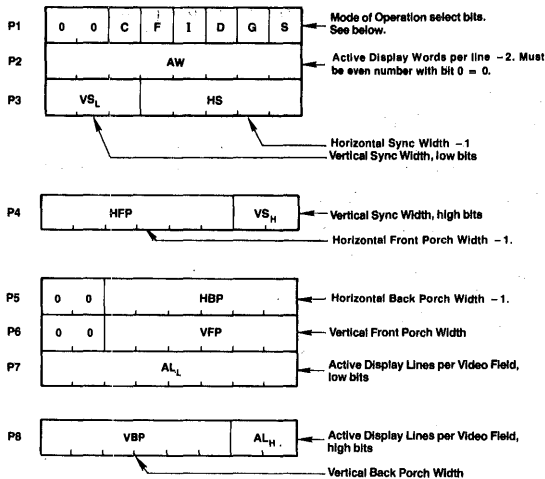 P1 0 0 C F I D G S Mode of Operation select bits.
See below.
P2 AW Active Display Words per line −2. Must
be even number with bit 0 = 0.
P3 VSL HS
Horizontal Sync Width −1
Vertical Sync Width, low bits
P4 HFP VSH Vertical Sync Width, high bits
Horizontal Front Porch Width −1.
P5 0 0 HBP Horizontal Back Porch Width −1.
P6 0 0 VFP Vertical Front Porch Width
P7 ALL Active Display Lines per Video Field,
low bits
P8 VBP ALH Active Display Lines per Video Field,
high bits
Vertical Back Porch Width